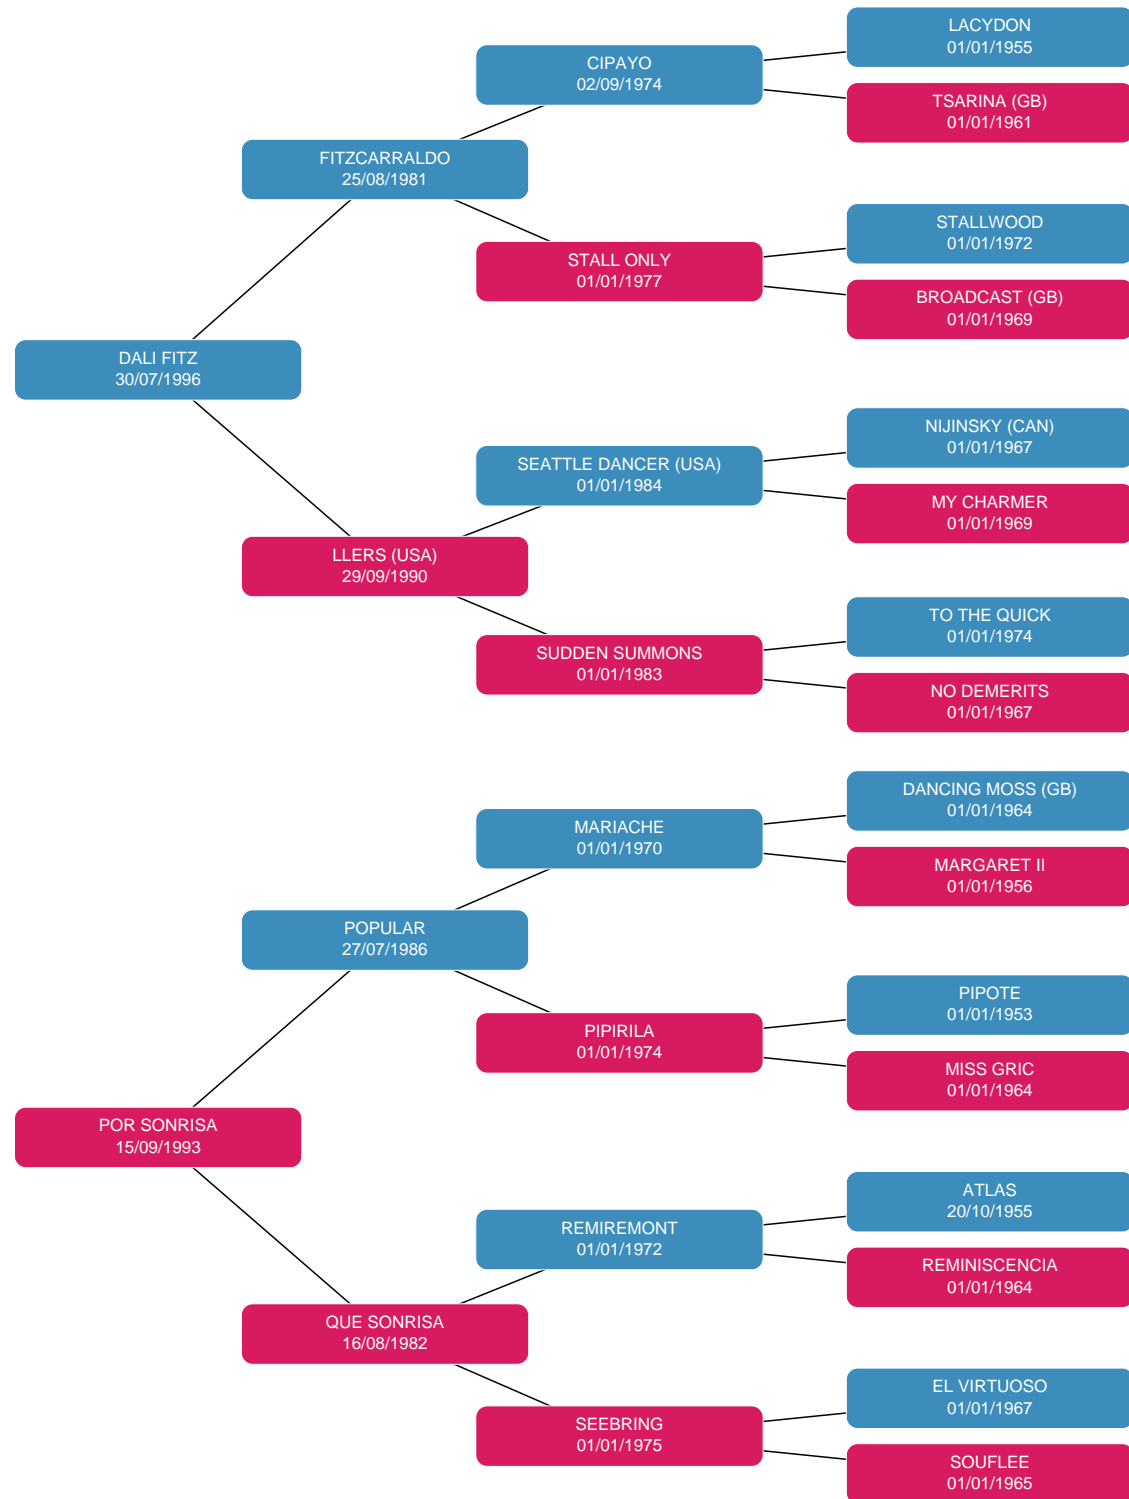 LACYDON
01/01/1955
CIPAYO
02/09/1974
TSARINA (GB)
01/01/1961
FITZCARRALDO
25/08/1981
STALLWOOD
01/01/1972
STALL ONLY
01/01/1977
BROADCAST (GB)
01/01/1969
DALI FITZ
30/07/1996
NIJINSKY (CAN)
01/01/1967
SEATTLE DANCER (USA)
01/01/1984
MY CHARMER
01/01/1969
LLERS (USA)
29/09/1990
TO THE QUICK
01/01/1974
SUDDEN SUMMONS
01/01/1983
NO DEMERITS
01/01/1967
DANCING MOSS (GB)
01/01/1964
MARIACHE
01/01/1970
MARGARET II
01/01/1956
POPULAR
27/07/1986
PIPOTE
01/01/1953
PIPIRILA
01/01/1974
MISS GRIC
01/01/1964
POR SONRISA
15/09/1993
ATLAS
20/10/1955
REMIREMONT
01/01/1972
REMINISCENCIA
01/01/1964
QUE SONRISA
16/08/1982
EL VIRTUOSO
01/01/1967
SEEBRING
01/01/1975
SOUFLEE
01/01/1965